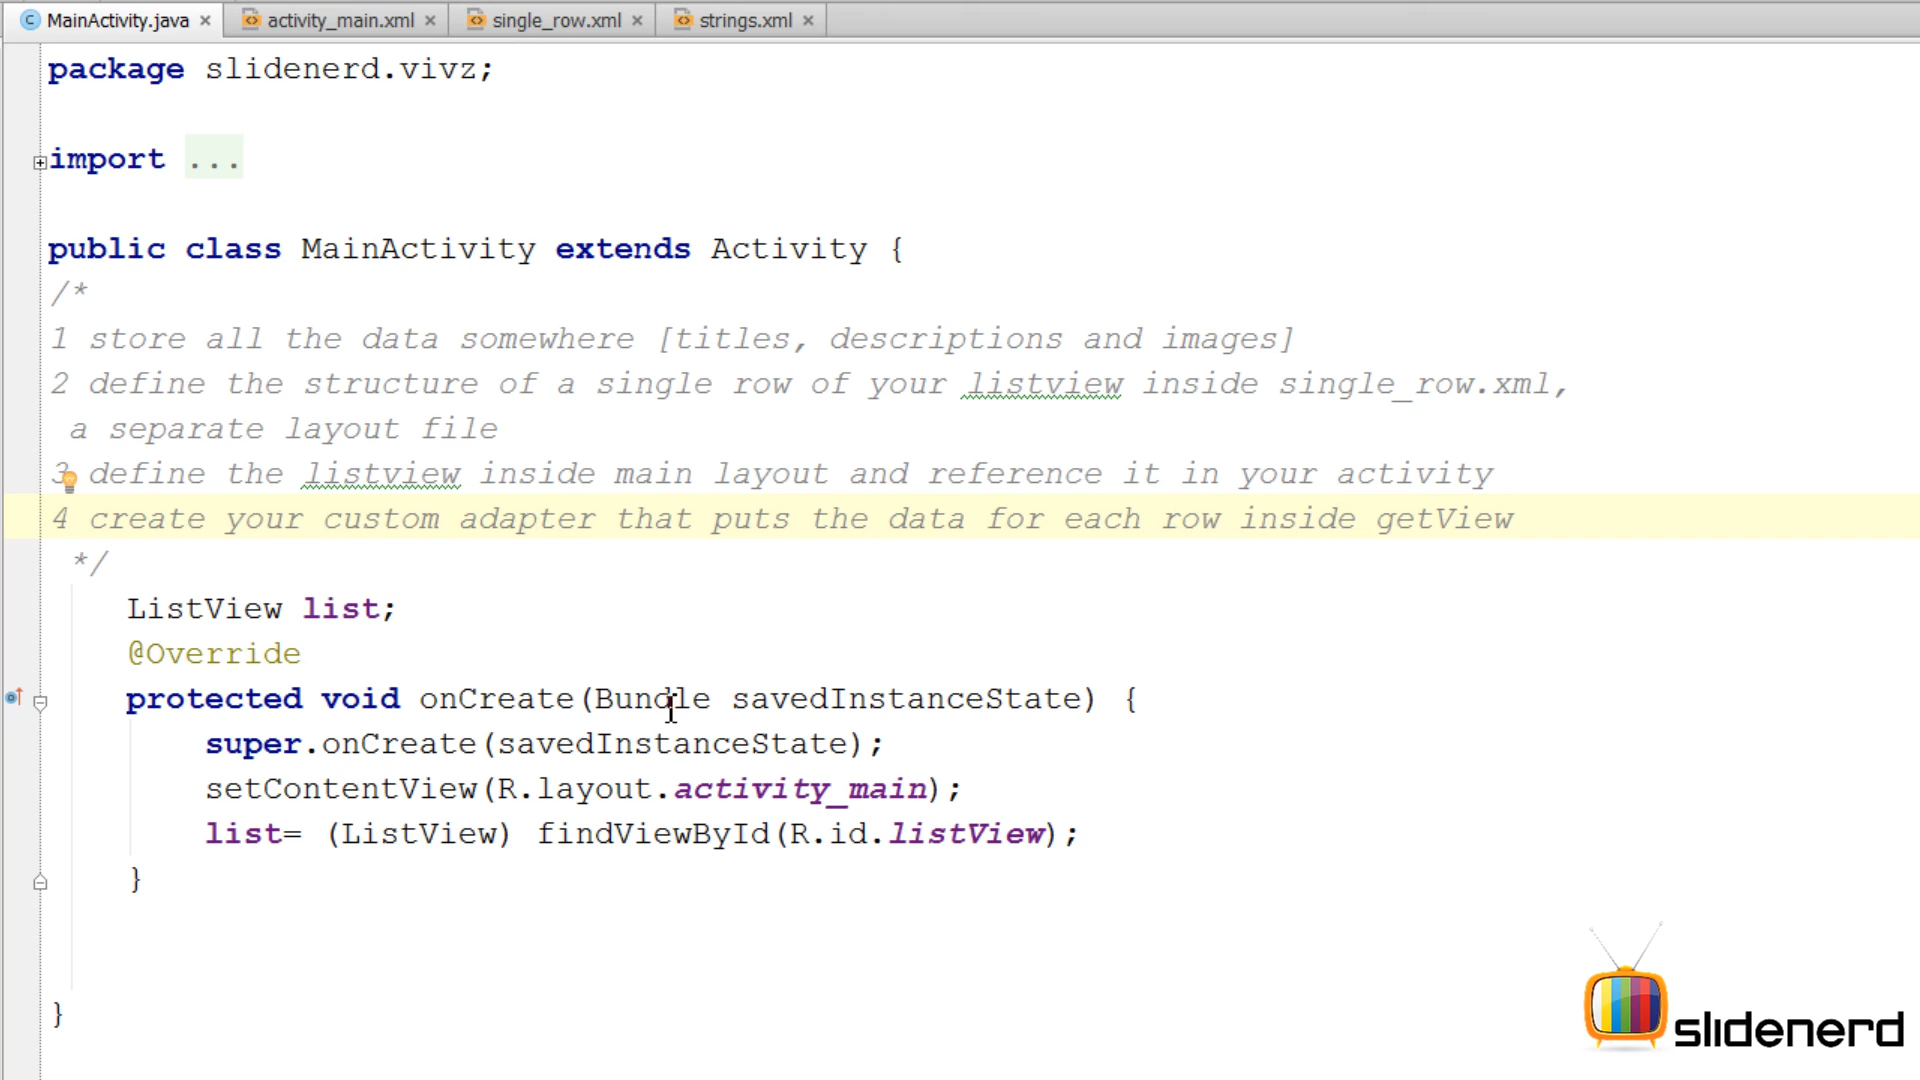 MainActivity.java
activity_main.xml
single_row.xml
strings.xml
package slidenerd.vivz;
import ...
public class MainActivity extends Activity {
/*
1 store all the data somewhere [titles, descriptions and images]
2 define the structure of a single row of your listview inside single_row.xml,
a separate layout file
3 define the listview inside main layout and reference it in your activity
4 create your custom adapter that puts the data for each row inside getView
*/
ListView list;
@Override
protected void onCreate(Bundle savedInstanceState) {
super.onCreate(savedInstanceState);
setContentView(R.layout.activity_main);
list= (ListView) findViewById(R.id.listView);
}
}
slidenerd